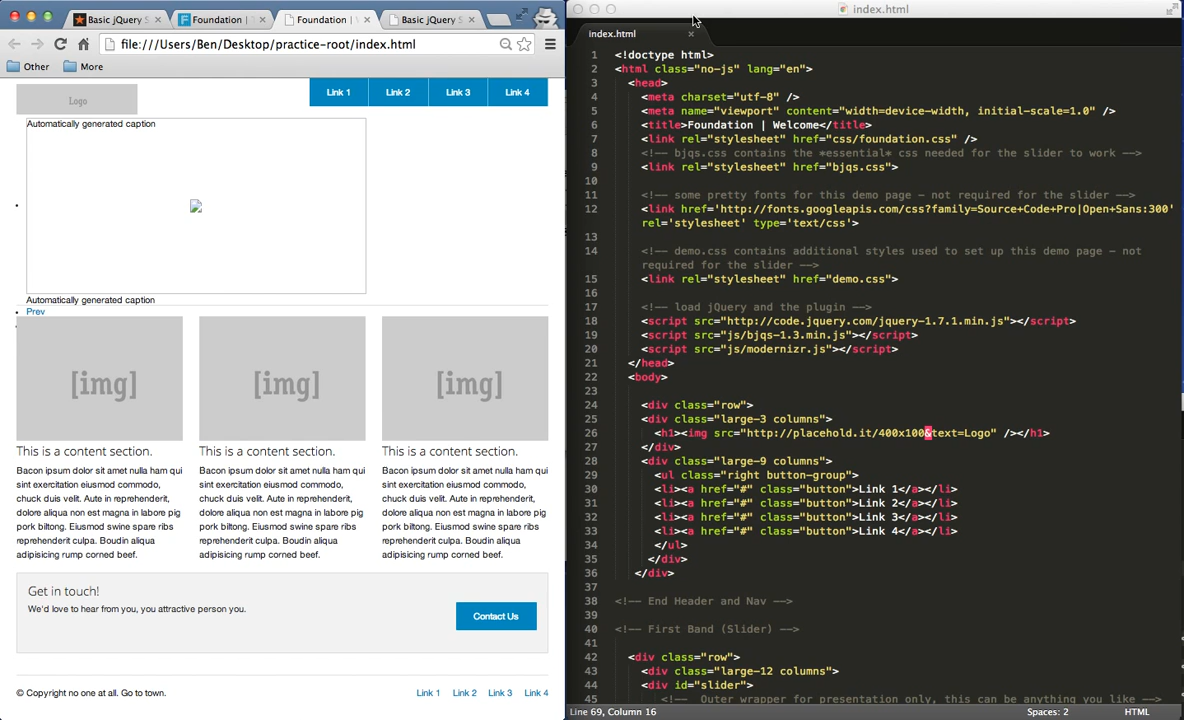 Basic jQuery S
Foundation |
Foundation | W
Basic jQuery S
file:///Users/Ben/Desktop/practice-root/index.html
Other
More
Logo
Link 1
Link 2
Link 3
Link 4
Automatically generated caption
Automatically generated caption
Prev
[img]
[img]
[img]
This is a content section.
This is a content section.
This is a content section.
Bacon ipsum dolor sit amet nulla ham qui
sint exercitation eiusmod commodo,
chuck duis velit. Aute in reprehenderit,
dolore aliqua non est magna in labore pig
pork biltong. Eiusmod swine spare ribs
reprehenderit culpa. Boudin aliqua
adipisicing rump corned beef.
Bacon ipsum dolor sit amet nulla ham qui
sint exercitation eiusmod commodo,
chuck duis velit. Aute in reprehenderit,
dolore aliqua non est magna in labore pig
pork biltong. Eiusmod swine spare ribs
reprehenderit culpa. Boudin aliqua
adipisicing rump corned beef.
Bacon ipsum dolor sit amet nulla ham qui
sint exercitation eiusmod commodo,
chuck duis velit. Aute in reprehenderit,
dolore aliqua non est magna in labore pig
pork biltong. Eiusmod swine spare ribs
reprehenderit culpa. Boudin aliqua
adipisicing rump corned beef.
Get in touch!
We'd love to hear from you, you attractive person you.
Contact Us
© Copyright no one at all. Go to town.
Link 1 Link 2 Link 3 Link 4
index.html
index.html
1 <!doctype html>
2 <html class="no-js" lang="en">
3 <head>
4 <meta charset="utf-8" />
5 <meta name="viewport" content="width=device-width, initial-scale=1.0" />
6 <title>Foundation | Welcome</title>
7 <link rel="stylesheet" href="css/foundation.css" />
8 <!-- bjqs.css contains the *essential* css needed for the slider to work -->
9 <link rel="stylesheet" href="bjqs.css">
10
11 <!-- some pretty fonts for this demo page - not required for the slider -->
12 <link href='http://fonts.googleapis.com/css?family=Source+Code+Pro|Open+Sans:300'
rel='stylesheet' type='text/css'>
13
14 <!-- demo.css contains additional styles used to set up this demo page - not
required for the slider -->
15 <link rel="stylesheet" href="demo.css">
16
17 <!-- load jQuery and the plugin -->
18 <script src="http://code.jquery.com/jquery-1.7.1.min.js"></script>
19 <script src="js/bjqs-1.3.min.js"></script>
20 <script src="js/modernizr.js"></script>
21 </head>
22 <body>
23
24 <div class="row">
25 <div class="large-3 columns">
26 <h1><img src="http://placehold.it/400x100&text=Logo" /></h1>
27 </div>
28 <div class="large-9 columns">
29 <ul class="right button-group">
30 <li><a href="#" class="button">Link 1</a></li>
31 <li><a href="#" class="button">Link 2</a></li>
32 <li><a href="#" class="button">Link 3</a></li>
33 <li><a href="#" class="button">Link 4</a></li>
34 </ul>
35 </div>
36 </div>
37
38 <!-- End Header and Nav -->
39
40 <!-- First Band (Slider) -->
41
42 <div class="row">
43 <div class="large-12 columns">
44 <div id="slider">
45 <!-- Outer wrapper for presentation only, this can be anything you like -->
Line 69, Column 16
Spaces: 2
HTML